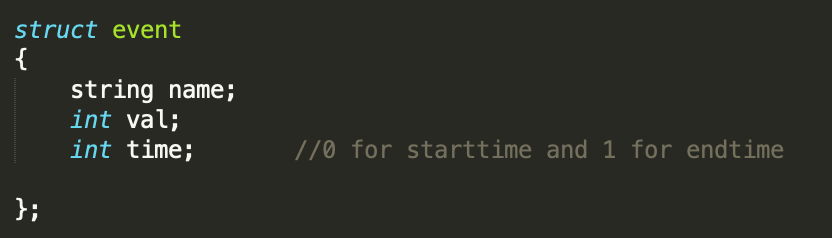 struct event
{
    string name;
    int val;
    int time;       //0 for starttime and 1 for endtime
};